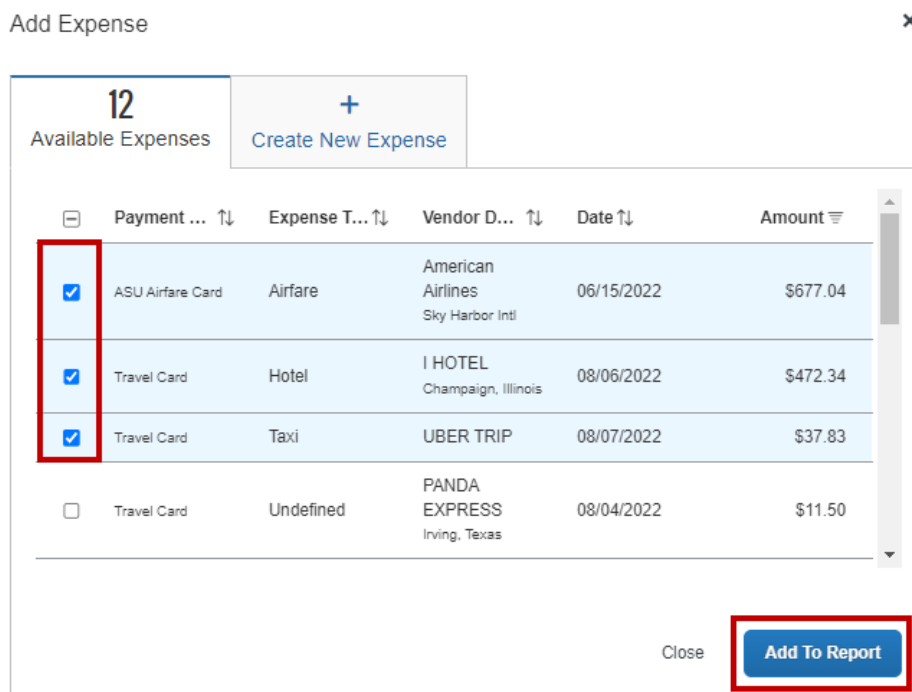 Add Expense
12
Available Expenses
+
Create New Expense
Payment ... Expense T... Vendor D... Date Amount
ASU Airfare Card Airfare American Airlines Sky Harbor Intl 06/15/2022 $677.04
Travel Card Hotel I HOTEL Champaign, Illinois 08/06/2022 $472.34
Travel Card Taxi UBER TRIP 08/07/2022 $37.83
Travel Card Undefined PANDA EXPRESS Irving, Texas 08/04/2022 $11.50
Close Add To Report